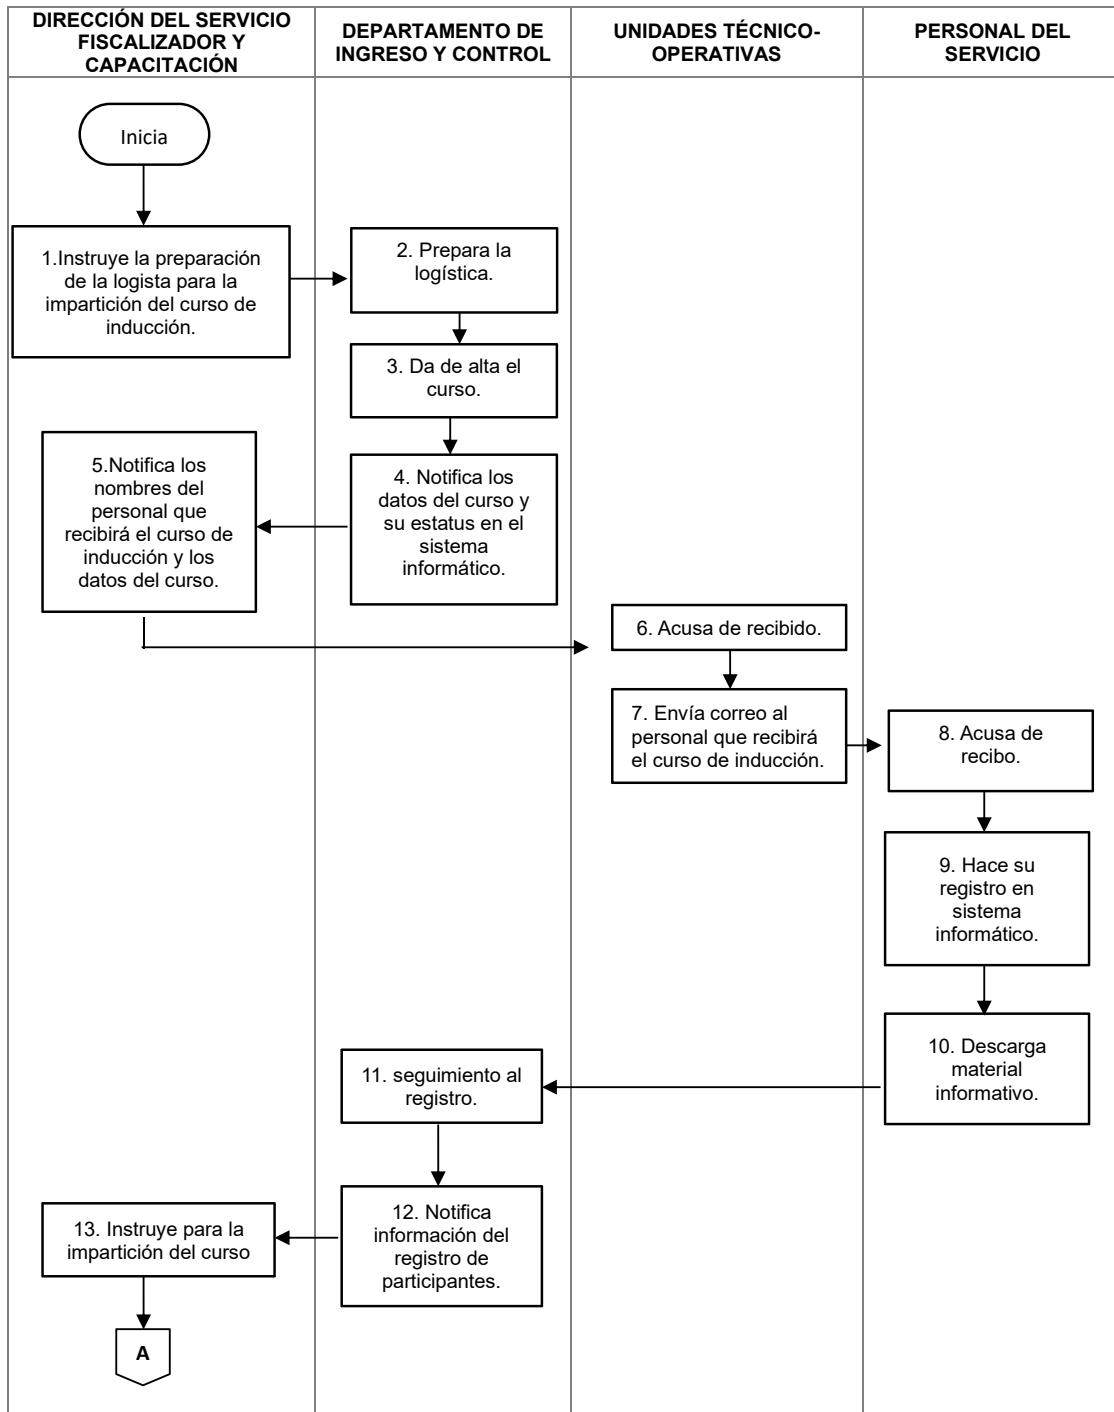 DIRECCIÓN DEL SERVICIO
FISCALIZADOR Y
CAPACITACIÓN
DEPARTAMENTO DE
INGRESO Y CONTROL
UNIDADES TÉCNICO-
OPERATIVAS
PERSONAL DEL
SERVICIO
Inicia
1.Instruye la preparación
de la logista para la
impartición del curso de
inducción.
2. Prepara la
logística.
3. Da de alta el
curso.
4. Notifica los
datos del curso y
su estatus en el
sistema
informático.
5.Notifica los
nombres del
personal que
recibirá el curso de
inducción y los
datos del curso.
6. Acusa de recibido.
7. Envía correo al
personal que recibirá
el curso de inducción.
8. Acusa de
recibo.
9. Hace su
registro en
sistema
informático.
10. Descarga
material
informativo.
11. seguimiento al
registro.
12. Notifica
información del
registro de
participantes.
13. Instruye para la
impartición del curso
A